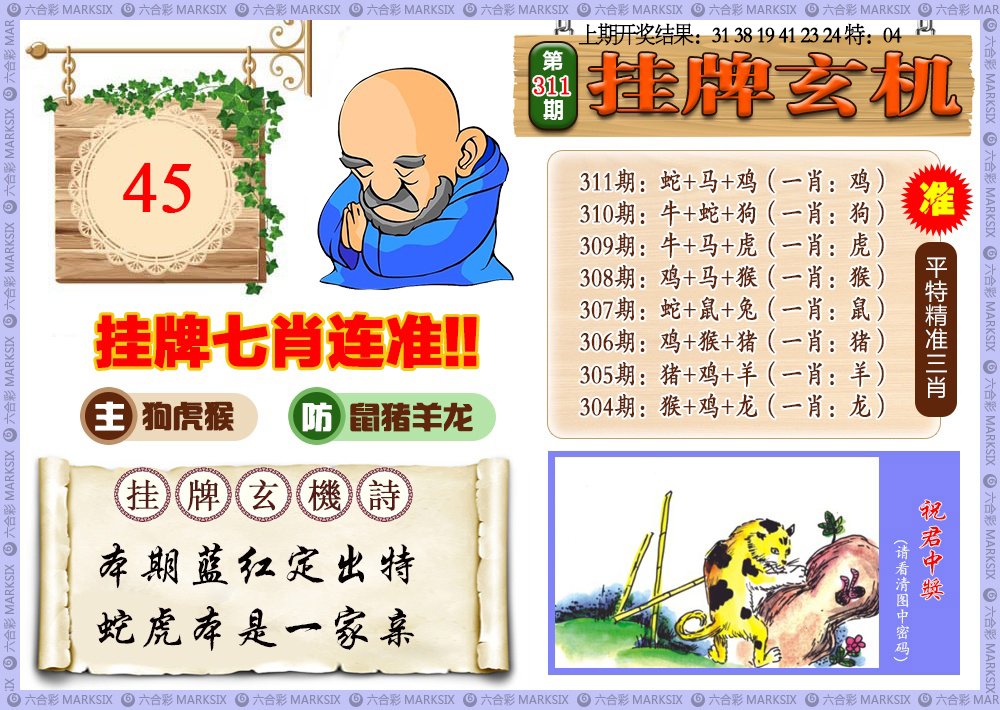 上期开奖结果：31 38 19 41 23 24 特：04
第
311
期
挂牌玄机
45
挂牌七肖连准!!
主 狗虎猴
防 鼠猪羊龙
挂牌玄機詩
本期蓝红定出特
蛇虎本是一家亲
311期：蛇+马+鸡（一肖：鸡）
310期：牛+蛇+狗（一肖：狗）
309期：牛+马+虎（一肖：虎）
308期：鸡+马+猴（一肖：猴）
307期：蛇+鼠+兔（一肖：鼠）
306期：鸡+猴+猪（一肖：猪）
305期：猪+鸡+羊（一肖：羊）
304期：猴+鸡+龙（一肖：龙）
准
平特精准三肖
祝君中奖
（请看清图中密码）
六合彩 MARKSIX